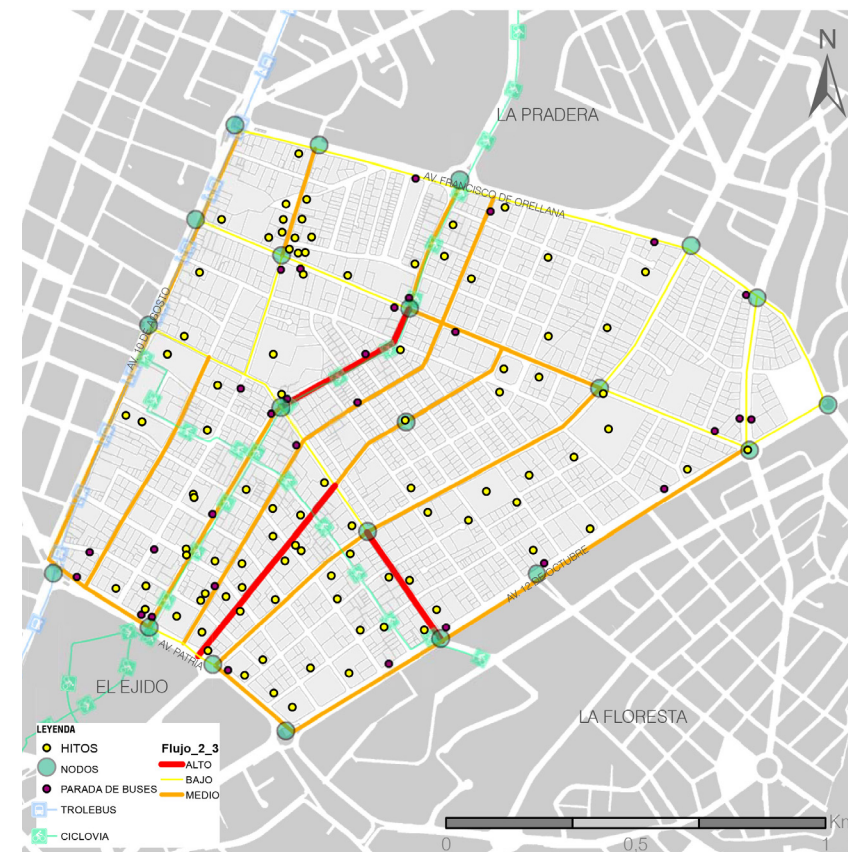 N
LA PRADERA
AV. FRANCISCO DE ORELLANA
AV. 10 DE AGOSTO
AV. 12 DE OCTUBRE
AV. PATRIA
EL EJIDO
LA FLORESTA
LEYENDA
HITOS
NODOS
PARADA DE BUSES
TROLEBUS
CICLOVIA
Flujo_2_3
ALTO
BAJO
MEDIO
Km
0 0,5 1